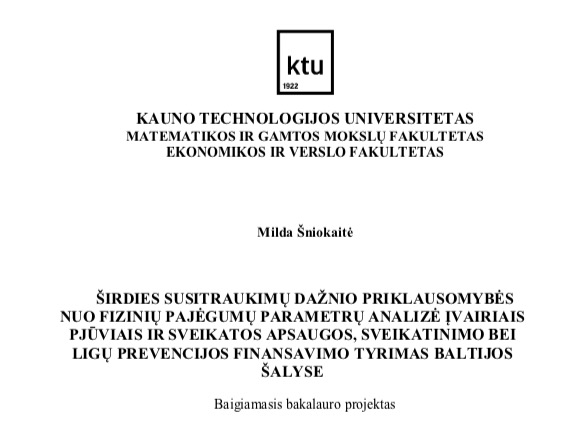 ktu
1922
KAUNO TECHNOLOGIJOS UNIVERSITETAS
MATEMATIKOS IR GAMTOS MOKSLŲ FAKULTETAS
EKONOMIKOS IR VERSLO FAKULTETAS
Milda Šniokaitė
ŠIRDIES SUSITRAUKIMŲ DAŽNIO PRIKLAUSOMYBĖS
NUO FIZINIŲ PAJĖGUMŲ PARAMETRŲ ANALIZĖ ĮVAIRIAIS
PJŪVIAIS IR SVEIKATOS APSAUGOS, SVEIKATINIMO BEI
LIGŲ PREVENCIJOS FINANSAVIMO TYRIMAS BALTIJOS
ŠALYSE
Baigiamasis bakalauro projektas